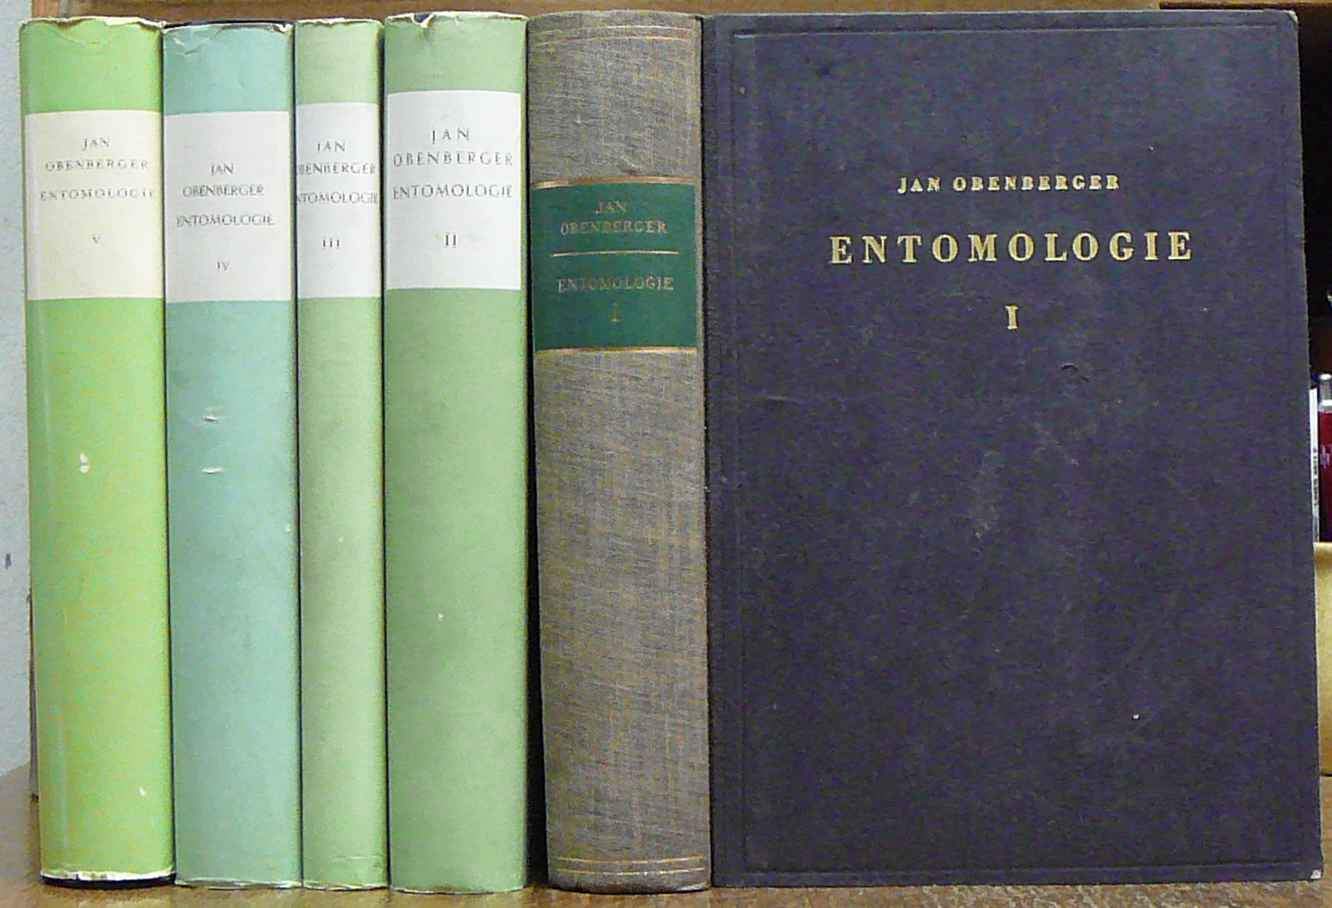 JAN
OBENBERGER
ENTOMOLOGIE
V
JAN
OBENBERGER
ENTOMOLOGIE
IV
JAN
OBENBERGER
ENTOMOLOGIE
III
JAN
OBENBERGER
ENTOMOLOGIE
II
JAN
OBENBERGER
ENTOMOLOGIE
I
JAN OBENBERGER
ENTOMOLOGIE
I